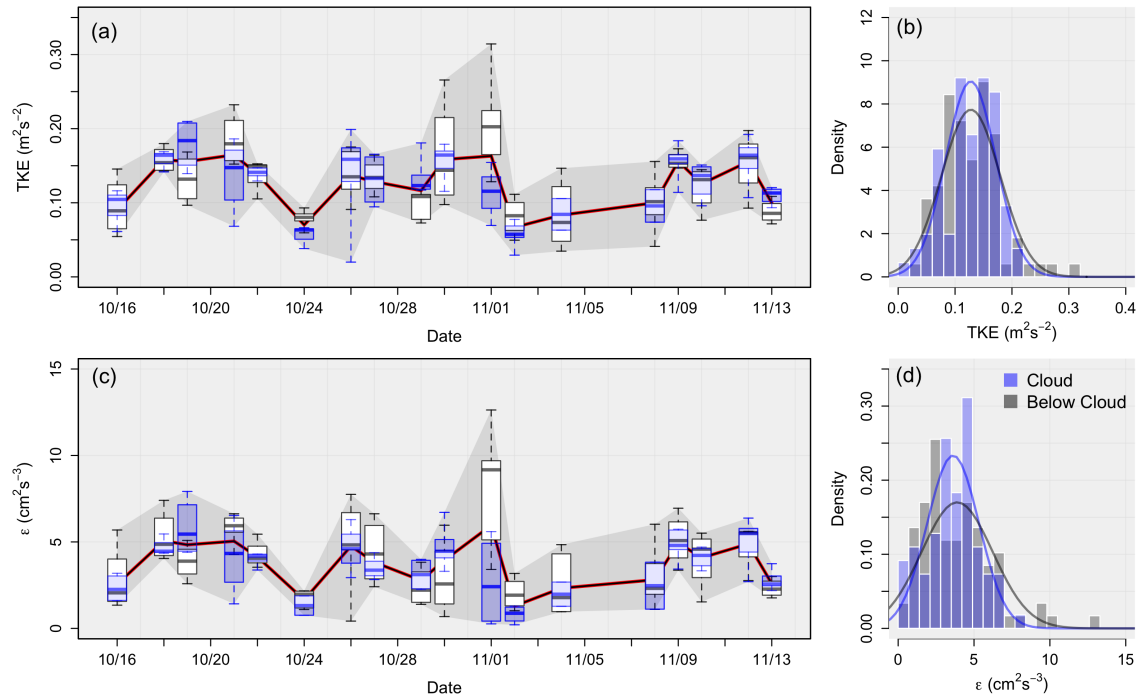 (a)
TKE (m²s⁻²)
0.30
0.20
0.10
0.00
10/16 10/20 10/24 10/28 11/01 11/05 11/09 11/13
Date
(b)
Density
12
10
8
6
4
2
0
0.0 0.1 0.2 0.3 0.4
TKE (m²s⁻²)
(c)
ε (cm²s⁻³)
15
10
5
0
10/16 10/20 10/24 10/28 11/01 11/05 11/09 11/13
Date
(d)
Cloud
Below Cloud
Density
0.30
0.20
0.10
0.00
0 5 10 15
ε (cm²s⁻³)